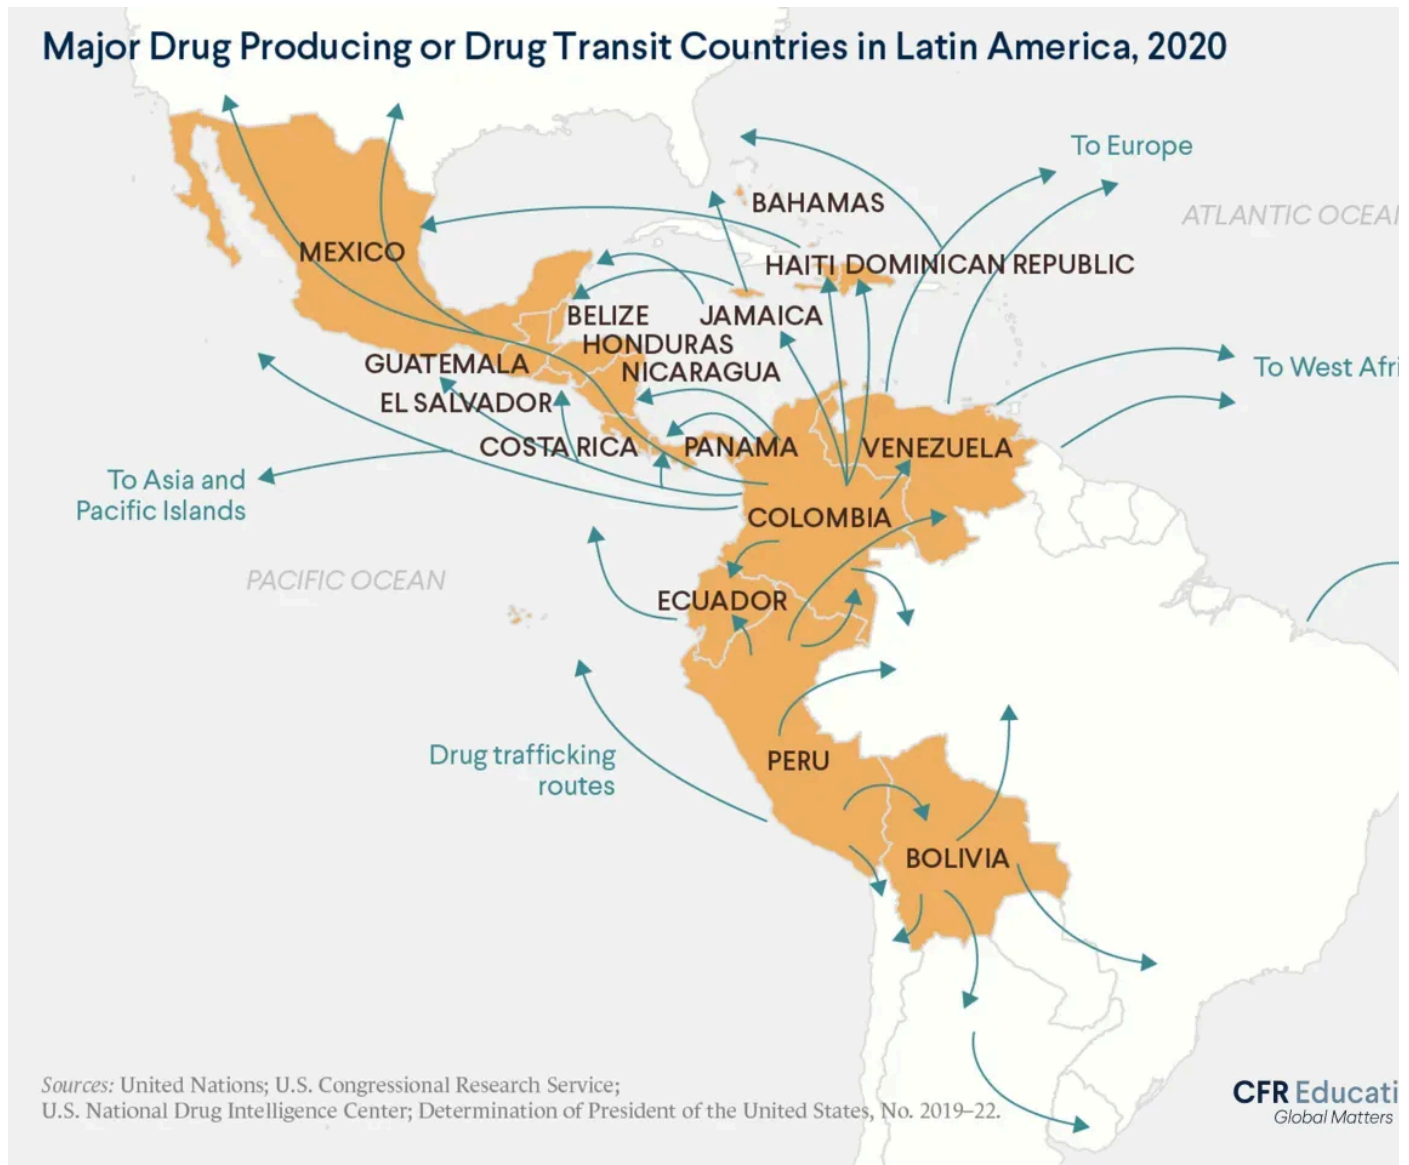 Major Drug Producing or Drug Transit Countries in Latin America, 2020
To Europe
BAHAMAS
ATLANTIC OCEA
MEXICO
HAITI DOMINICAN REPUBLIC
BELIZE
JAMAICA
HONDURAS
GUATEMALA
NICARAGUA
To West Afri
EL SALVADOR
COSTA RICA
PANAMA
VENEZUELA
To Asia and
Pacific Islands
COLOMBIA
PACIFIC OCEAN
ECUADOR
Drug trafficking
routes
PERU
BOLIVIA
Sources: United Nations; U.S. Congressional Research Service;
U.S. National Drug Intelligence Center; Determination of President of the United States, No. 2019–22.
CFR Educati
Global Matters